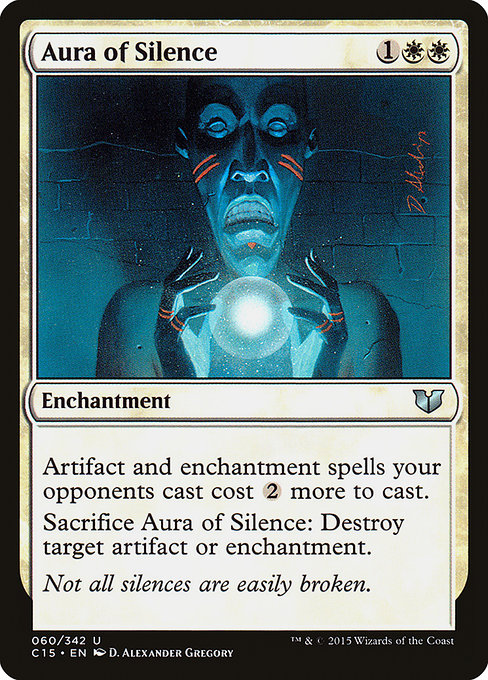 Aura of Silence 1
Enchantment
Artifact and enchantment spells your
opponents cast cost 2 more to cast.
Sacrifice Aura of Silence: Destroy
target artifact or enchantment.
Not all silences are easily broken.
060/342 U
C15 • EN D. Alexander Gregory
™ & © 2015 Wizards of the Coast